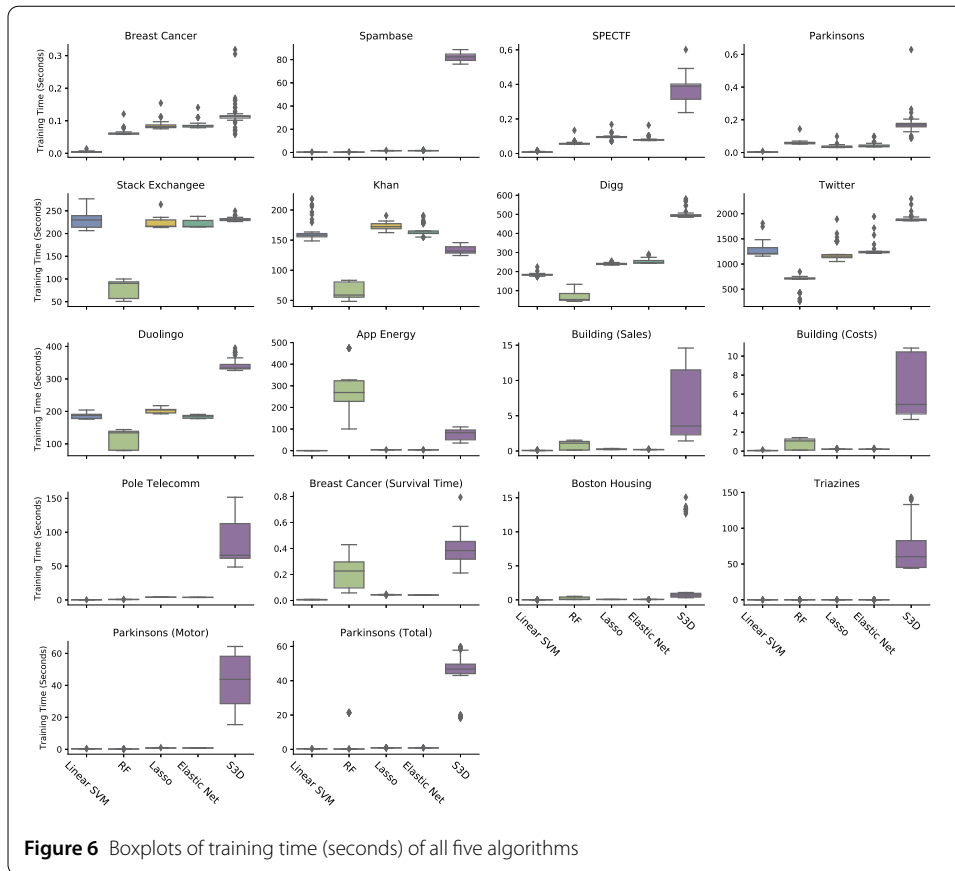 Breast Cancer
Spambase
SPECTF
Parkinsons
Training Time (Seconds)
0.3
0.2
0.1
0.0
80
60
40
20
0
0.6
0.4
0.2
0.0
0.6
0.4
0.2
0.0
Stack Exchangee
Khan
Digg
Twitter
Training Time (Seconds)
250
200
150
100
50
200
150
100
50
600
500
400
300
200
100
2000
1500
1000
500
Duolingo
App Energy
Building (Sales)
Building (Costs)
Training Time (Seconds)
400
300
200
100
500
400
300
200
100
0
15
10
5
0
10
8
6
4
2
0
Pole Telecomm
Breast Cancer (Survival Time)
Boston Housing
Triazines
Training Time (Seconds)
150
100
50
0
0.8
0.6
0.4
0.2
0.0
15
10
5
0
150
100
50
0
Linear SVM
RF
Lasso
Elastic Net
S3D
Linear SVM
RF
Lasso
Elastic Net
S3D
Parkinsons (Motor)
Parkinsons (Total)
Training Time (Seconds)
60
40
20
0
60
40
20
0
Linear SVM
RF
Lasso
Elastic Net
S3D
Linear SVM
RF
Lasso
Elastic Net
S3D
Figure 6 Boxplots of training time (seconds) of all five algorithms